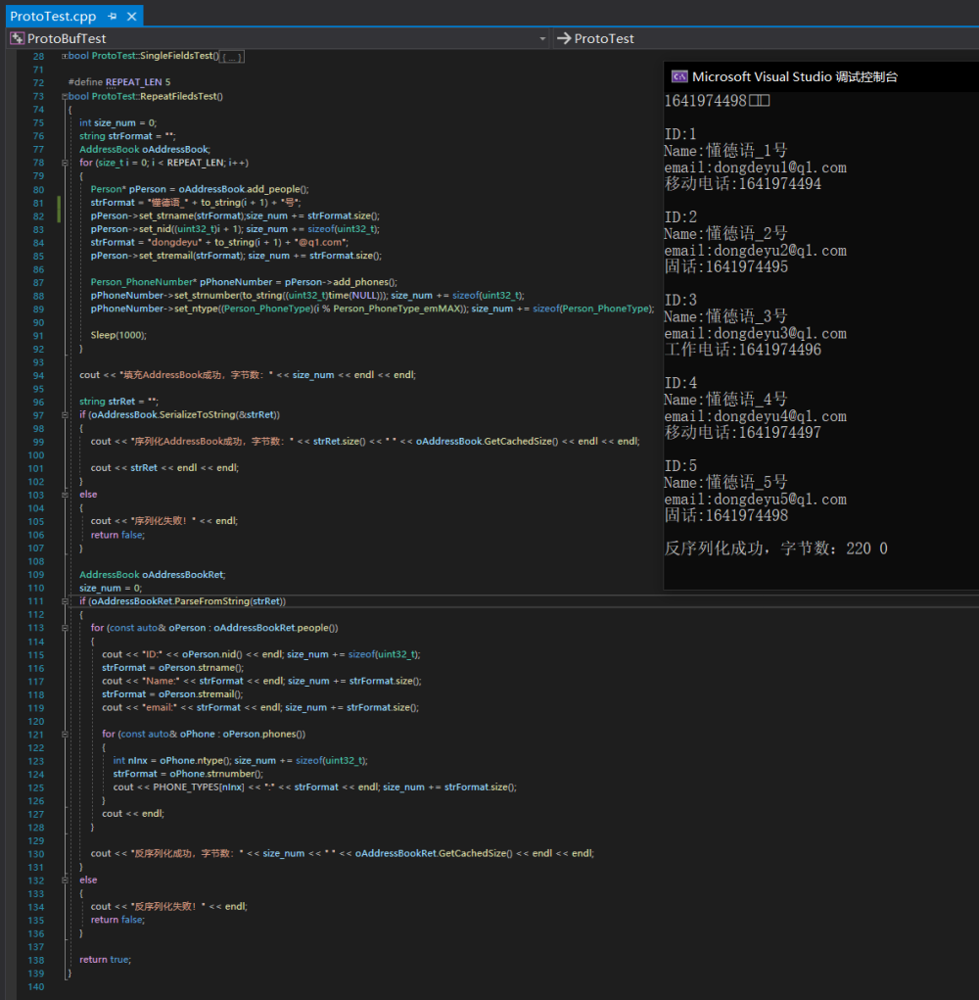 ProtoTest.cpp
ProtoBufTest
ProtoTest
28 bool ProtoTest::SingleFieldsTest(){ ... }
71
72 #define REPEAT_LEN 5
73 bool ProtoTest::RepeatFiledsTest()
74 {
75 int size_num = 0;
76 string strFormat = "";
77 AddressBook oAddressBook;
78 for (size_t i = 0; i < REPEAT_LEN; i++)
79 {
80 Person* pPerson = oAddressBook.add_people();
81 strFormat = "懂德语_" + to_string(i + 1) + "号";
82 pPerson->set_strname(strFormat);size_num += strFormat.size();
83 pPerson->set_nid((uint32_t)i + 1); size_num += sizeof(uint32_t);
84 strFormat = "dongdeyu" + to_string(i + 1) + "@q1.com";
85 pPerson->set_stremail(strFormat); size_num += strFormat.size();
86
87 Person_PhoneNumber* pPhoneNumber = pPerson->add_phones();
88 pPhoneNumber->set_strnumber(to_string((uint32_t)time(NULL))); size_num += sizeof(uint32_t);
89 pPhoneNumber->set_ntype((Person_PhoneType)(i % Person_PhoneType_emMAX)); size_num += sizeof(Person_PhoneType);
90
91 Sleep(1000);
92 }
93
94 cout << "填充AddressBook成功，字节数：" << size_num << endl << endl;
95
96 string strRet = "";
97 if (oAddressBook.SerializeToString(&strRet))
98 {
99 cout << "序列化AddressBook成功，字节数：" << strRet.size() << " " << oAddressBook.GetCachedSize() << endl << endl;
100
101 cout << strRet << endl << endl;
102 }
103 else
104 {
105 cout << "序列化失败！" << endl;
106 return false;
107 }
108
109 AddressBook oAddressBookRet;
110 size_num = 0;
111 if (oAddressBookRet.ParseFromString(strRet))
112 {
113 for (const auto& oPerson : oAddressBookRet.people())
114 {
115 cout << "ID:" << oPerson.nid() << endl; size_num += sizeof(uint32_t);
116 strFormat = oPerson.strname();
117 cout << "Name:" << strFormat << endl; size_num += strFormat.size();
118 strFormat = oPerson.stremail();
119 cout << "email:" << strFormat << endl; size_num += strFormat.size();
120
121 for (const auto& oPhone : oPerson.phones())
122 {
123 int nInx = oPhone.ntype(); size_num += sizeof(uint32_t);
124 strFormat = oPhone.strnumber();
125 cout << PHONE_TYPES[nInx] << ":" << strFormat << endl; size_num += strFormat.size();
126 }
127 cout << endl;
128 }
129
130 cout << "反序列化成功，字节数：" << size_num << " " << oAddressBookRet.GetCachedSize() << endl << endl;
131 }
132 else
133 {
134 cout << "反序列化失败！" << endl;
135 return false;
136 }
137
138 return true;
139 }
140
Microsoft Visual Studio 调试控制台
1641974498□□
ID:1
Name:懂德语_1号
email:dongdeyu1@q1.com
移动电话:1641974494
ID:2
Name:懂德语_2号
email:dongdeyu2@q1.com
固话:1641974495
ID:3
Name:懂德语_3号
email:dongdeyu3@q1.com
工作电话:1641974496
ID:4
Name:懂德语_4号
email:dongdeyu4@q1.com
移动电话:1641974497
ID:5
Name:懂德语_5号
email:dongdeyu5@q1.com
固话:1641974498
反序列化成功，字节数：220 0